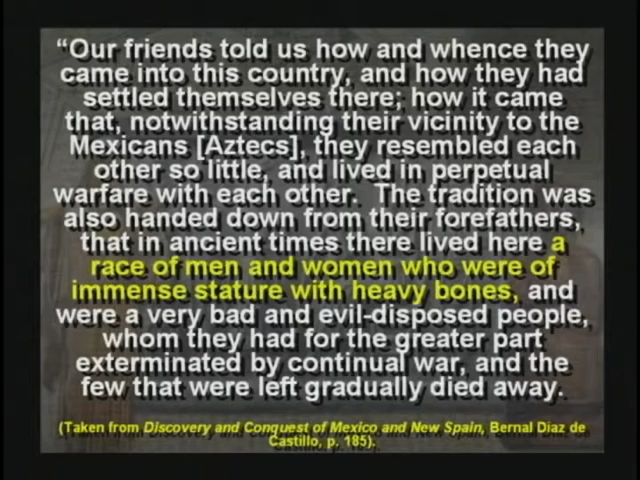 “Our friends told us how and whence they
came into this country, and how they had
settled themselves there; how it came
that, notwithstanding their vicinity to the
Mexicans [Aztecs], they resembled each
other so little, and lived in perpetual
warfare with each other.  The tradition was
also handed down from their forefathers,
that in ancient times there lived here a
race of men and women who were of
immense stature with heavy bones, and
were a very bad and evil-disposed people,
whom they had for the greater part
exterminated by continual war, and the
few that were left gradually died away.
(Taken from Discovery and Conquest of Mexico and New Spain, Bernal Diaz de
Castillo, p. 185).